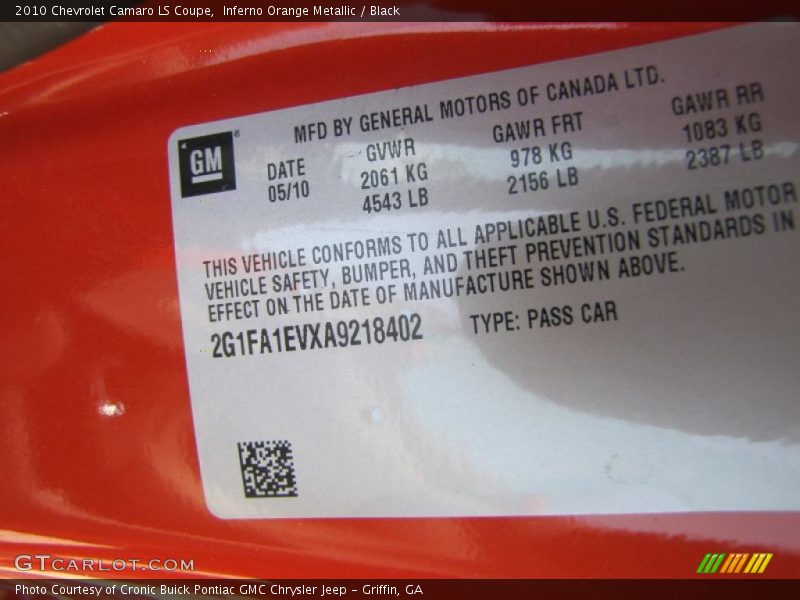 2010 Chevrolet Camaro LS Coupe,  Inferno Orange Metallic / Black
MFD BY GENERAL MOTORS OF CANADA LTD.
GM
DATE
05/10
GVWR
2061 KG
4543 LB
GAWR FRT
978 KG
2156 LB
GAWR RR
1083 KG
2387 LB
THIS VEHICLE CONFORMS TO ALL APPLICABLE U.S. FEDERAL MOTOR
VEHICLE SAFETY, BUMPER, AND THEFT PREVENTION STANDARDS IN
EFFECT ON THE DATE OF MANUFACTURE SHOWN ABOVE.
2G1FA1EVXA9218402 TYPE: PASS CAR
GTCARLOT.COM
Photo Courtesy of Cronic Buick Pontiac GMC Chrysler Jeep - Griffin, GA